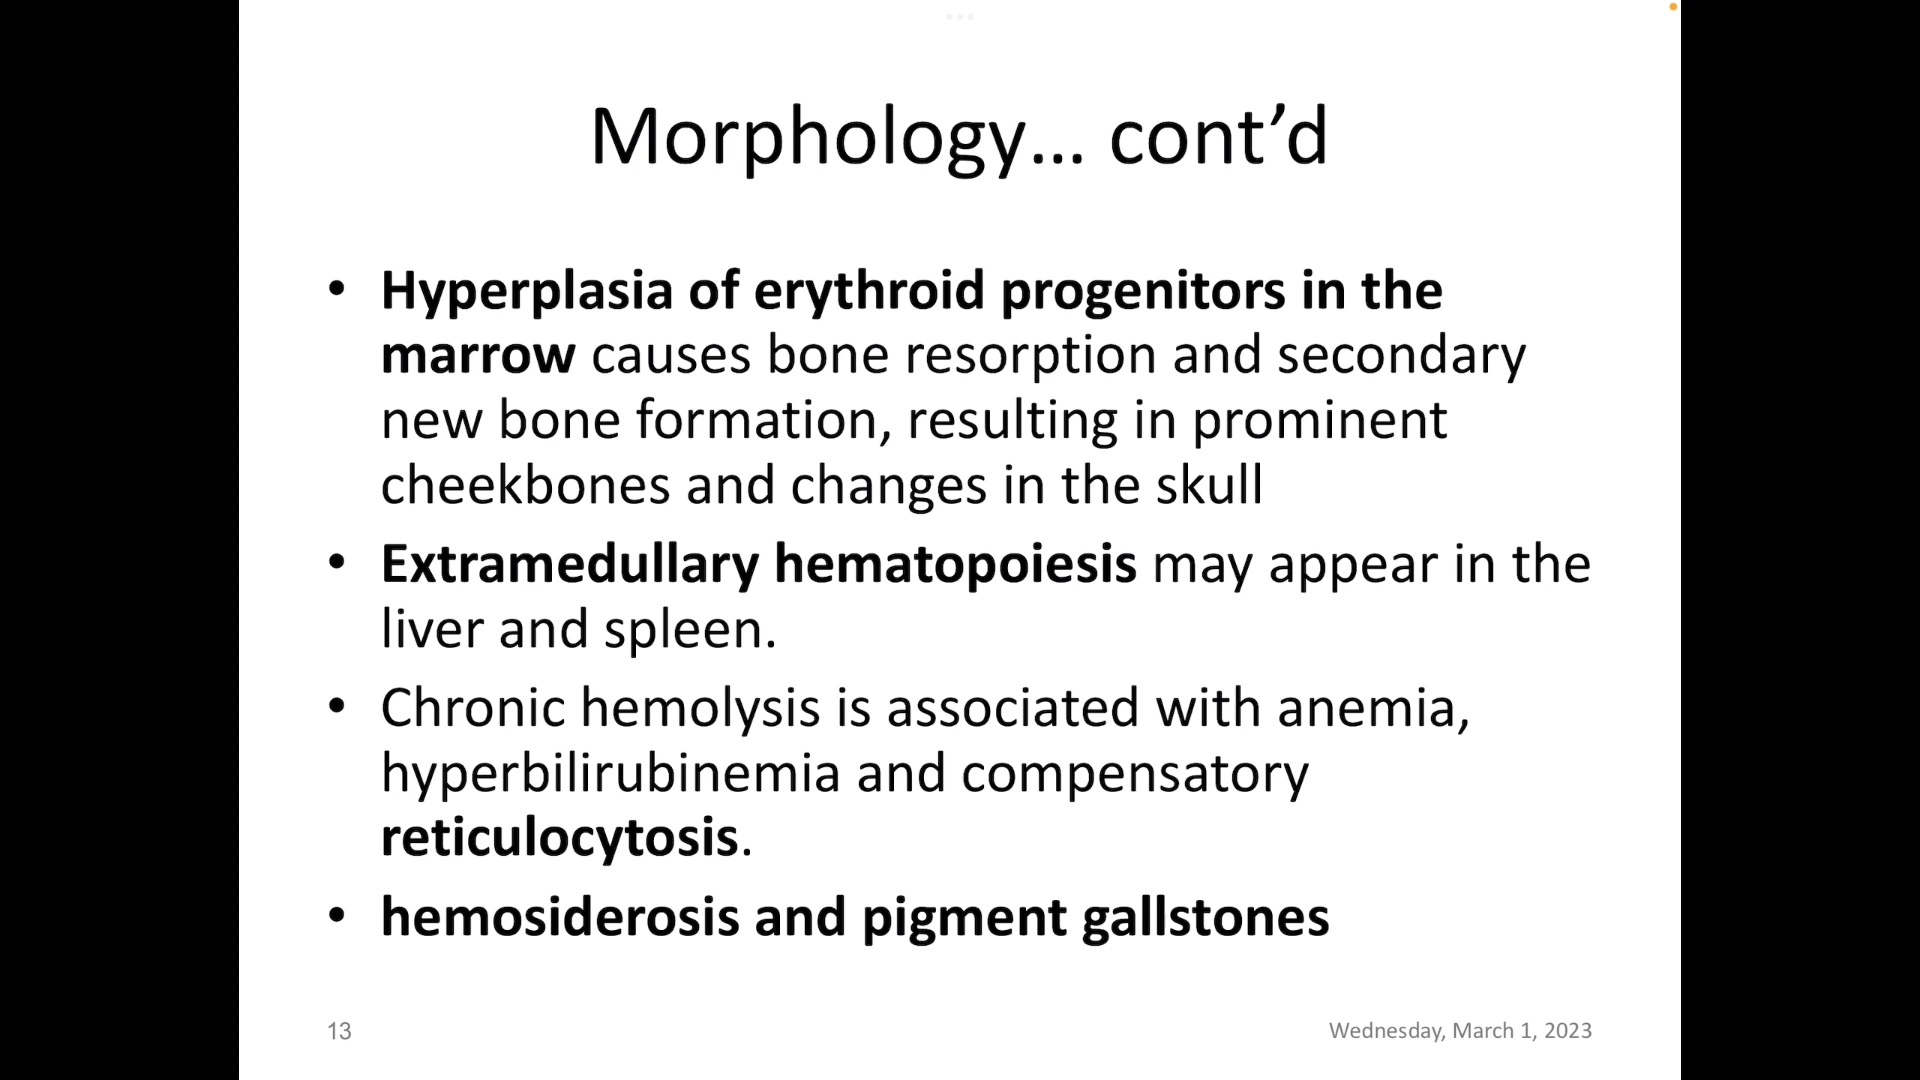 Morphology… cont’d
• Hyperplasia of erythroid progenitors in the
marrow causes bone resorption and secondary
new bone formation, resulting in prominent
cheekbones and changes in the skull
• Extramedullary hematopoiesis may appear in the
liver and spleen.
• Chronic hemolysis is associated with anemia,
hyperbilirubinemia and compensatory
reticulocytosis.
• hemosiderosis and pigment gallstones
13
Wednesday, March 1, 2023